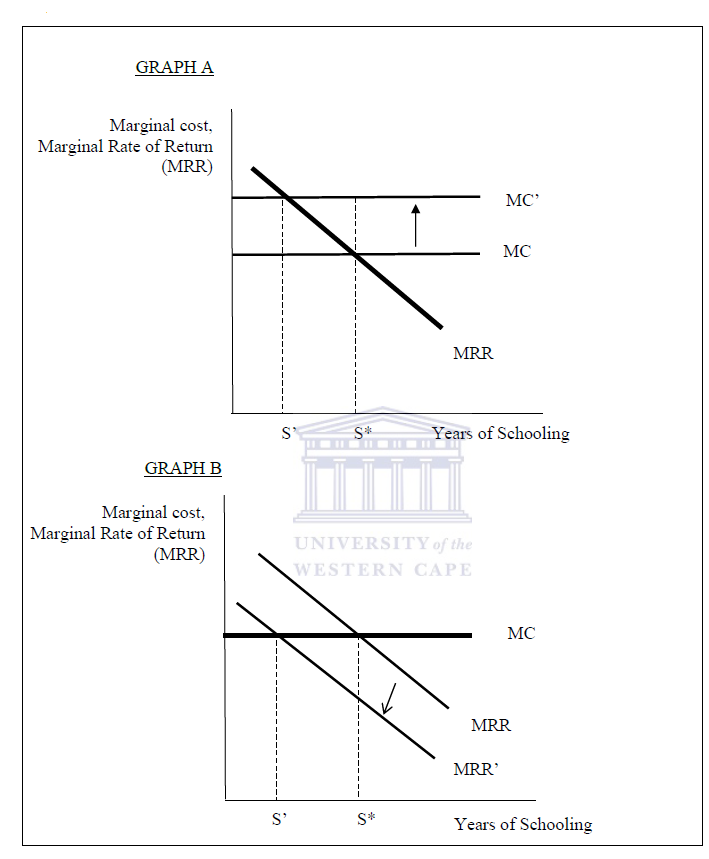 GRAPH A
Marginal cost,
Marginal Rate of Return
(MRR)
MC’
MC
MRR
S’ S* Years of Schooling
GRAPH B
Marginal cost,
Marginal Rate of Return
(MRR)
UNIVERSITY of the
WESTERN CAPE
MC
MRR
MRR’
S’ S* Years of Schooling